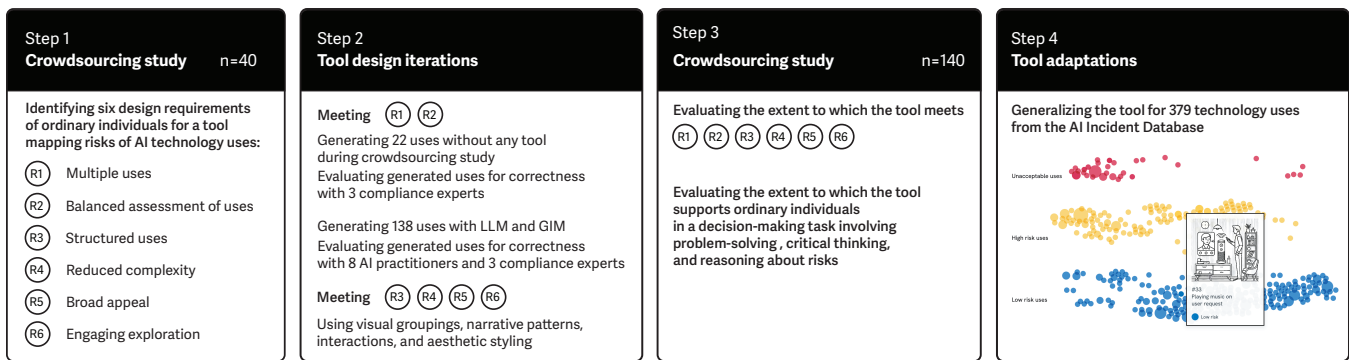 Step 1
Crowdsourcing study n=40
Identifying six design requirements
of ordinary individuals for a tool
mapping risks of AI technology uses:
R1 Multiple uses
R2 Balanced assessment of uses
R3 Structured uses
R4 Reduced complexity
R5 Broad appeal
R6 Engaging exploration
Step 2
Tool design iterations
Meeting R1 R2
Generating 22 uses without any tool
during crowdsourcing study
Evaluating generated uses for correctness
with 3 compliance experts
Generating 138 uses with LLM and GIM
Evaluating generated uses for correctness
with 8 AI practitioners and 3 compliance experts
Meeting R3 R4 R5 R6
Using visual groupings, narrative patterns,
interactions, and aesthetic styling
Step 3
Crowdsourcing study n=140
Evaluating the extent to which the tool meets
R1 R2 R3 R4 R5 R6
Evaluating the extent to which the tool
supports ordinary individuals
in a decision-making task involving
problem-solving , critical thinking,
and reasoning about risks
Step 4
Tool adaptations
Generalizing the tool for 379 technology uses
from the AI Incident Database
Unacceptable uses
High risk uses
Low risk uses
#33
Playing music on
user request
Low risk